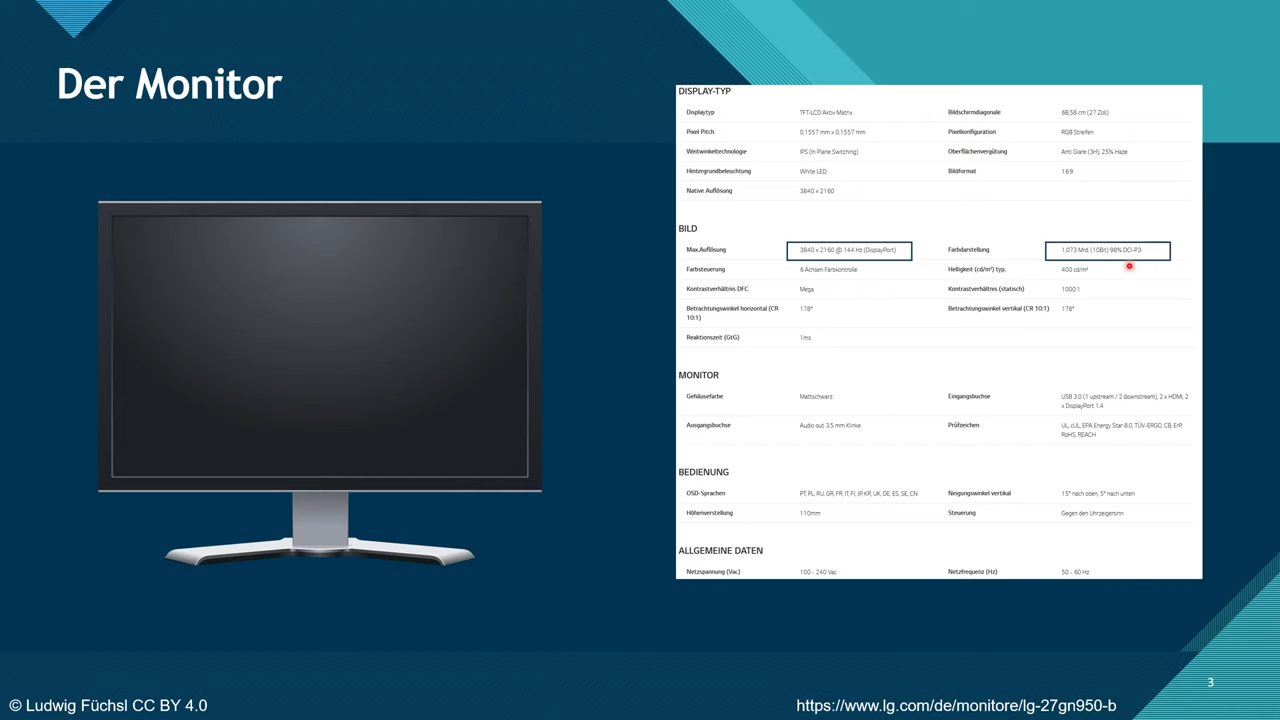 Der Monitor
DISPLAY-TYP
Displaytyp TFT-LCD Aktiv Matrix Bildschirmdiagonale 68,58 cm (27 Zoll)
Pixel Pitch 0,1557 mm x 0,1557 mm Pixelkonfiguration RGB Streifen
Weitwinkeltechnologie IPS (In Plane Switching) Oberflächenvergütung Anti Glare (3H), 25% Haze
Hintergrundbeleuchtung White LED Bildformat 16:9
Native Auflösung 3840 x 2160
BILD
Max.Auflösung 3840 x 2160 @ 144 Hz (DisplayPort) Farbdarstellung 1,073 Mrd. (10Bit) 98% DCI-P3
Farbsteuerung 6 Achsen Farbkontrolle Helligkeit (cd/m²) typ. 400 cd/m²
Kontrastverhältnis DFC Mega Kontrastverhältnis (statisch) 1000:1
Betrachtungswinkel horizontal (CR 10:1) 178° Betrachtungswinkel vertikal (CR 10:1) 178°
Reaktionszeit (GtG) 1ms
MONITOR
Gehäusefarbe Mattschwarz Eingangsbuchse USB 3.0 (1 upstream / 2 downstream), 2 x HDMI, 2 x DisplayPort 1.4
Ausgangsbuchse Audio out 3,5 mm Klinke Prüfzeichen UL, cUL, EPA Energy Star 8.0, TÜV-ERGO, CB, ErP, RoHS, REACH
BEDIENUNG
OSD-Sprachen PT, PL, RU, GR, FR, IT, FI, JP, KR, UK, DE, ES, SE, CN Neigungswinkel vertikal 15° nach oben, 5° nach unten
Höhenverstellung 110mm Steuerung Gegen den Uhrzeigersinn
ALLGEMEINE DATEN
Netzspannung (Vac) 100 - 240 Vac Netzfrequenz (Hz) 50 - 60 Hz
3
© Ludwig Füchsl CC BY 4.0
https://www.lg.com/de/monitore/lg-27gn950-b